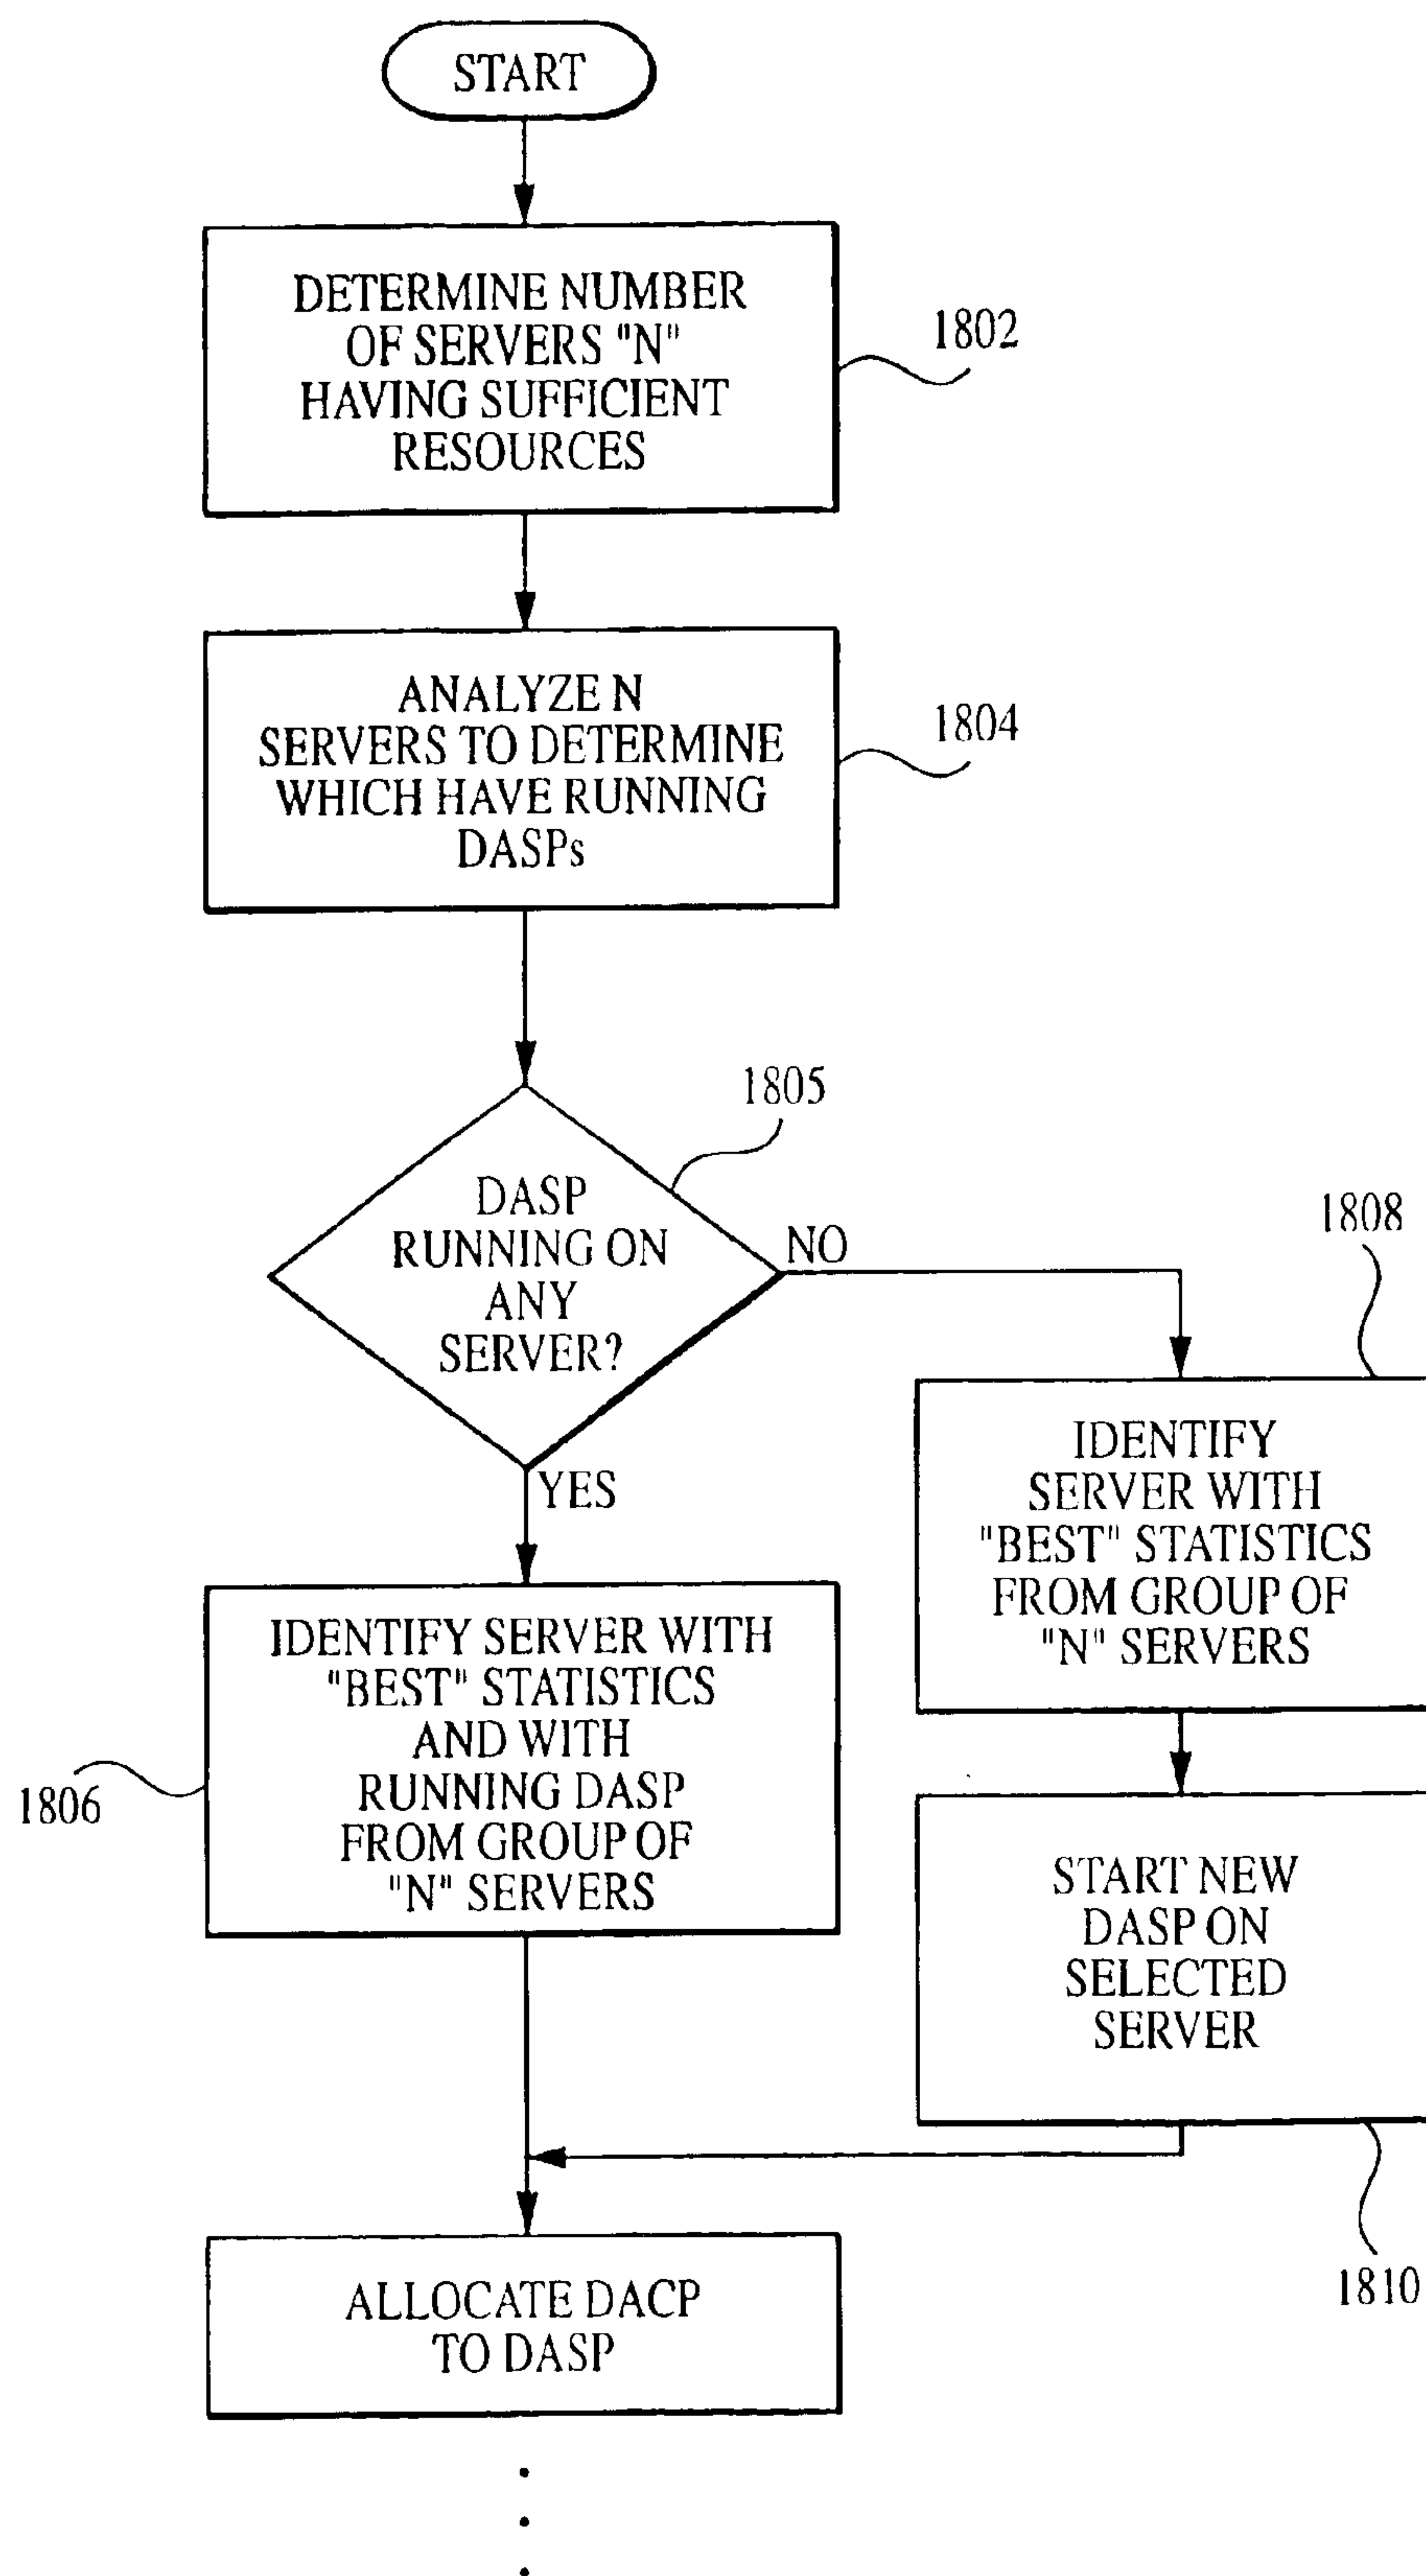 START
DETERMINE NUMBER
OF SERVERS "N"
HAVING SUFFICIENT
RESOURCES
1802
ANALYZE N
SERVERS TO DETERMINE
WHICH HAVE RUNNING
DASPs
1804
DASP
RUNNING ON
ANY
SERVER?
1805
NO
YES
1808
IDENTIFY
SERVER WITH
"BEST" STATISTICS
FROM GROUP OF
"N" SERVERS
IDENTIFY SERVER WITH
"BEST" STATISTICS
AND WITH
RUNNING DASP
FROM GROUP OF
"N" SERVERS
1806
START NEW
DASP ON
SELECTED
SERVER
1810
ALLOCATE DACP
TO DASP